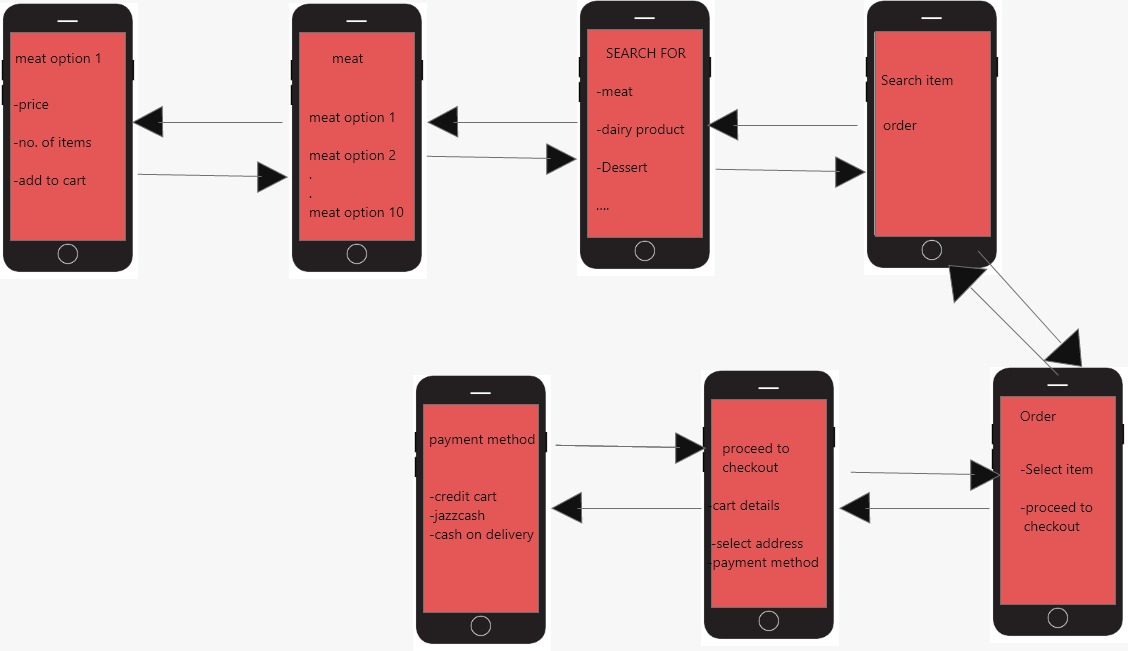 meat option 1
-price
-no. of items
-add to cart
meat
meat option 1
meat option 2
.
.
meat option 10
SEARCH FOR
-meat
-dairy product
-Dessert
....
Search item
order
payment method
-credit cart
-jazzcash
-cash on delivery
proceed to
checkout
-cart details
-select address
-payment method
Order
-Select item
-proceed to
checkout